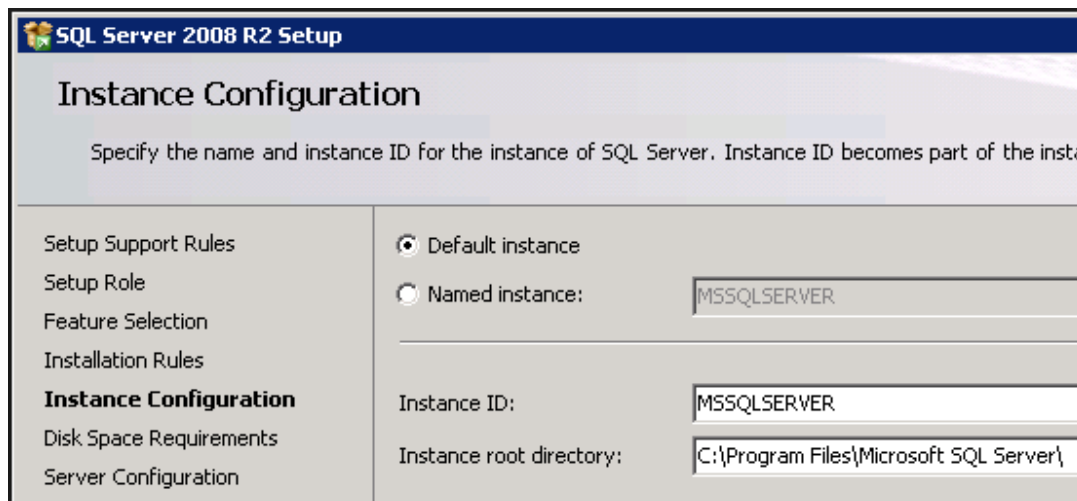 SQL Server 2008 R2 Setup
Instance Configuration
Specify the name and instance ID for the instance of SQL Server. Instance ID becomes part of the
Setup Support Rules
Setup Role
Feature Selection
Installation Rules
Instance Configuration
Disk Space Requirements
Server Configuration
Default instance
Named instance:
MSSQLSERVER
Instance ID:
MSSQLSERVER
Instance root directory:
C:\Program Files\Microsoft SQL Server\